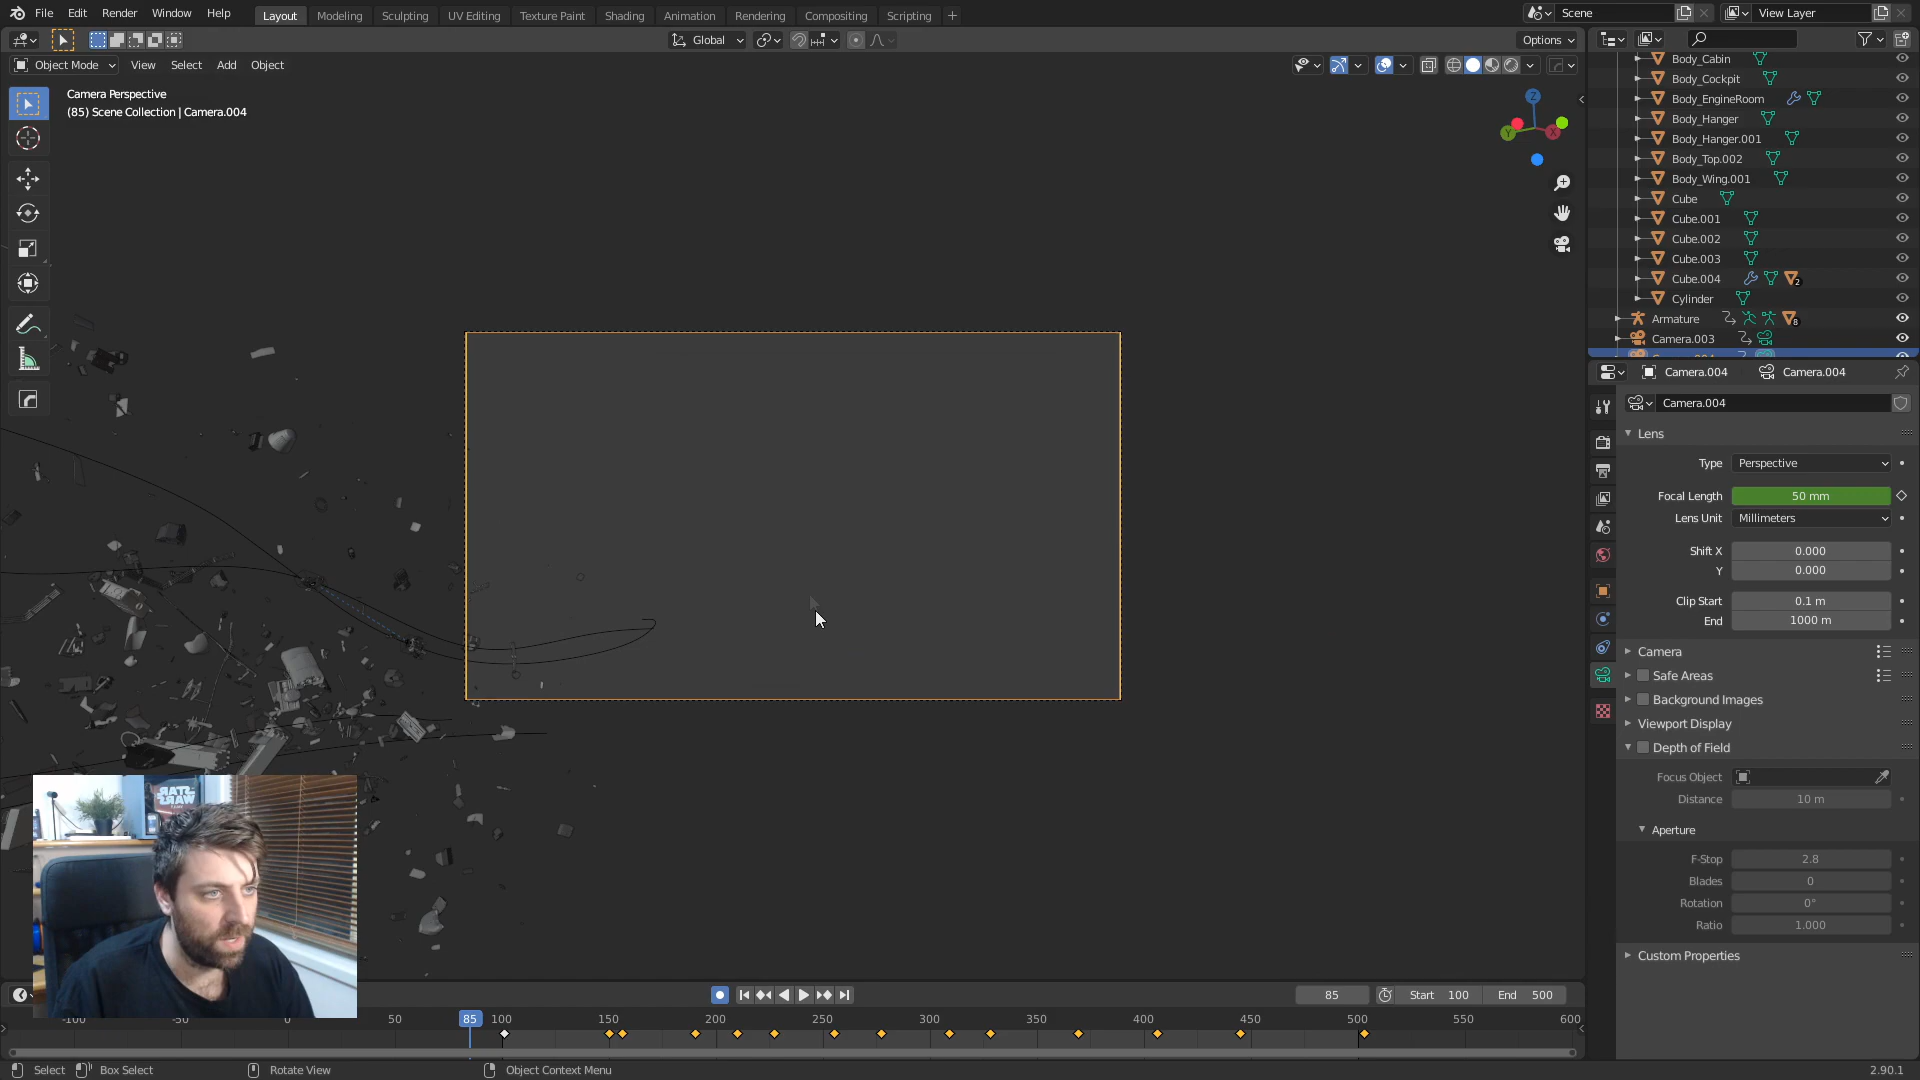 File Edit Render Window Help Layout Modeling Sculpting UV Editing Texture Paint Shading Animation Rendering Compositing Scripting + Scene View Layer
Global Options
Object Mode View Select Add Object
Camera Perspective
(85) Scene Collection | Camera.004
Z
Y X
Body_Cabin
Body_Cockpit
Body_EngineRoom
Body_Hanger
Body_Hanger.001
Body_Top.002
Body_Wing.001
Cube
Cube.001
Cube.002
Cube.003
Cube.004 2
Cylinder
Armature 8
Camera.003
Camera.004 Camera.004
Camera.004
Lens
Type Perspective
Focal Length 50 mm
Lens Unit Millimeters
Shift X 0.000
Y 0.000
Clip Start 0.1 m
End 1000 m
Camera
Safe Areas
Background Images
Viewport Display
Depth of Field
Focus Object
Distance 10 m
Aperture
F-Stop 2.8
Blades 0
Rotation 0°
Ratio 1.000
Custom Properties
85 Start 100 End 500
-100 -50 0 50 85 100 150 200 250 300 350 400 450 500 550 600
Select Box Select Rotate View Object Context Menu 2.90.1